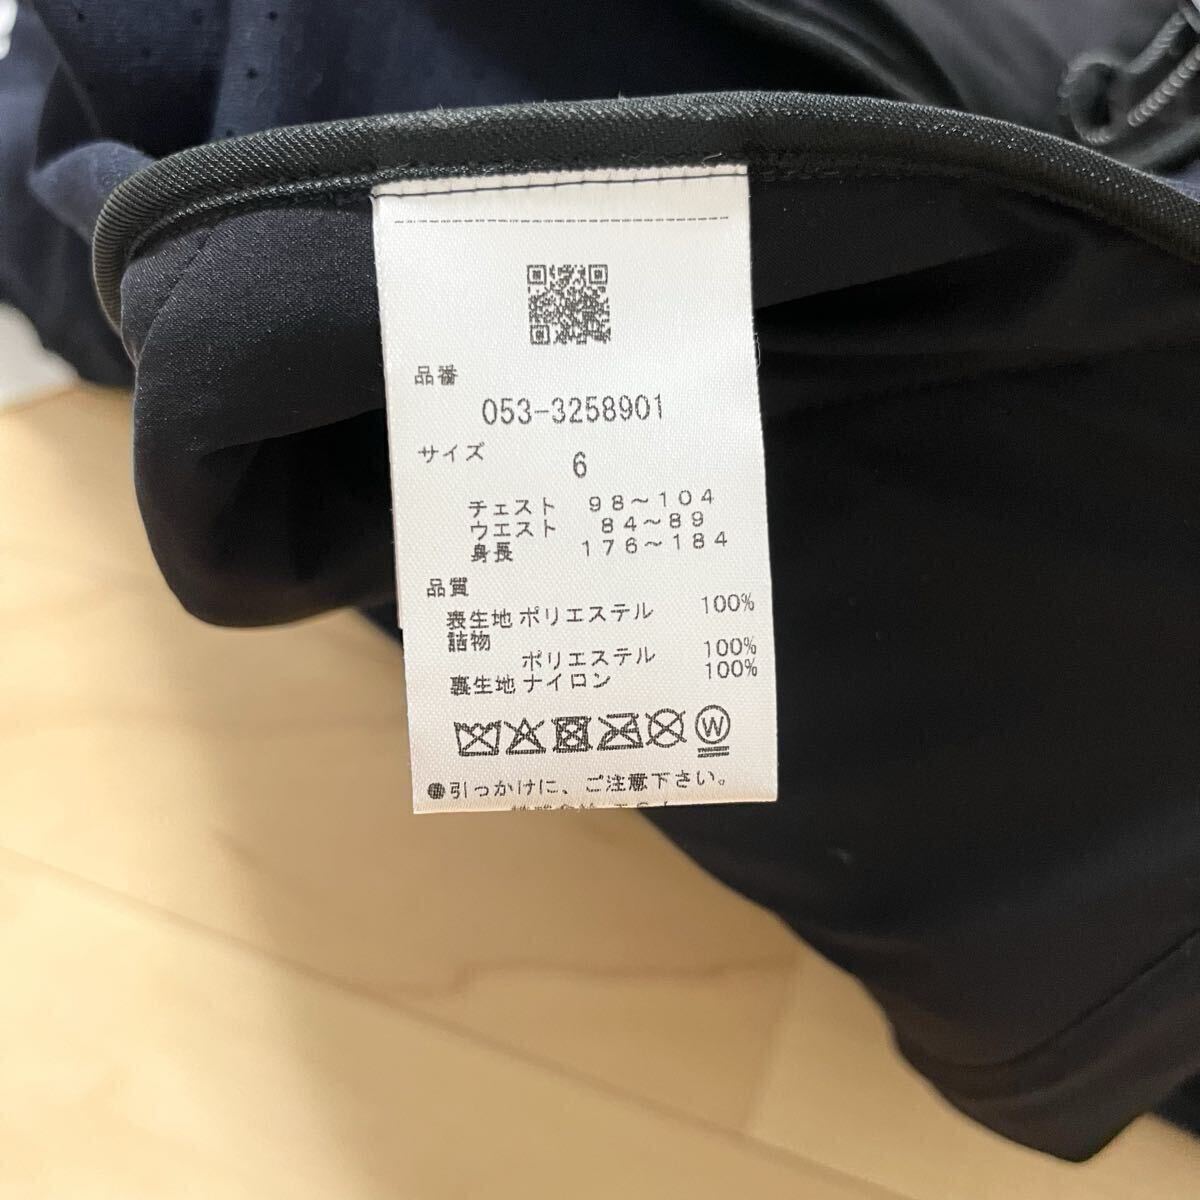 品番
053-3258901
サイズ 6
チェスト 98～104
ウエスト 84～89
身長 176～184
品質
表生地 ポリエステル 100%
詰物
ポリエステル 100%
裏生地 ナイロン 100%
W
●引っかけに、ご注意下さい。